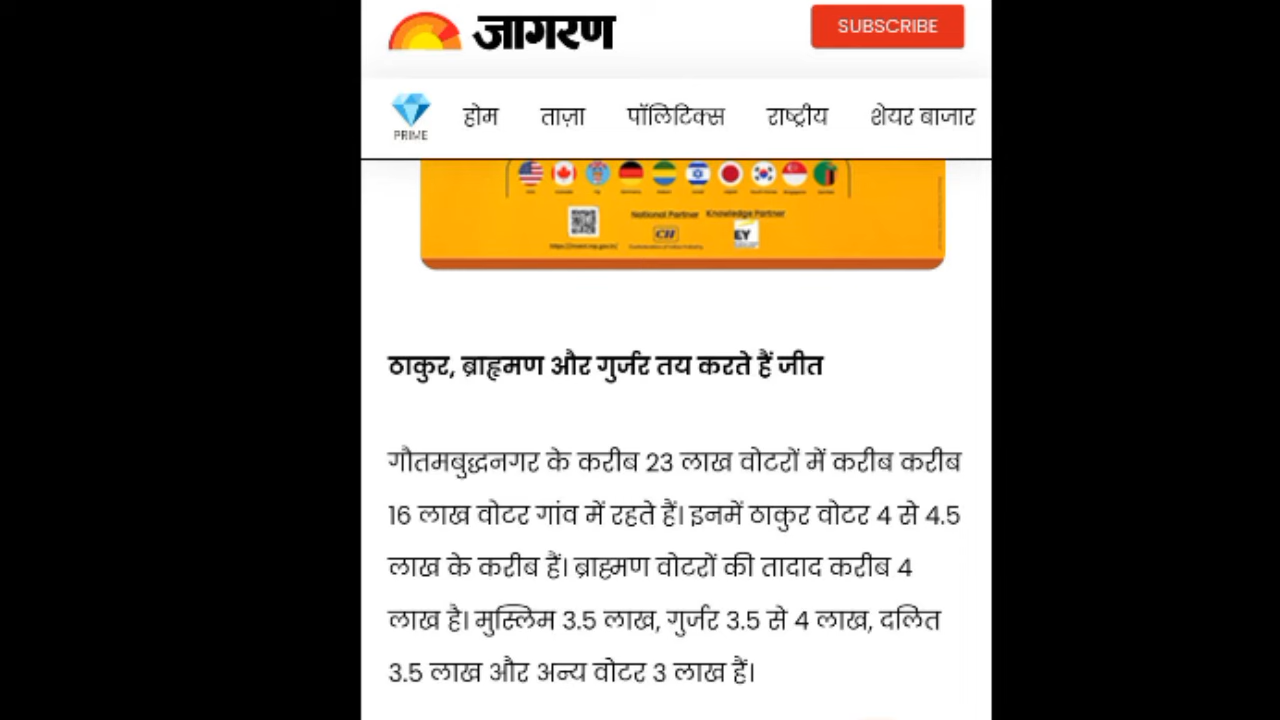 जागरण
SUBSCRIBE
PRIME
होम ताज़ा पॉलिटिक्स राष्ट्रीय शेयर बाजार
National Partner Knowledge Partner
CII EY
ठाकुर, ब्राह्मण और गुर्जर तय करते हैं जीत
गौतमबुद्धनगर के करीब 23 लाख वोटरों में करीब करीब
16 लाख वोटर गांव में रहते हैं। इनमें ठाकुर वोटर 4 से 4.5
लाख के करीब हैं। ब्राह्मण वोटरों की तादाद करीब 4
लाख है। मुस्लिम 3.5 लाख, गुर्जर 3.5 से 4 लाख, दलित
3.5 लाख और अन्य वोटर 3 लाख हैं।